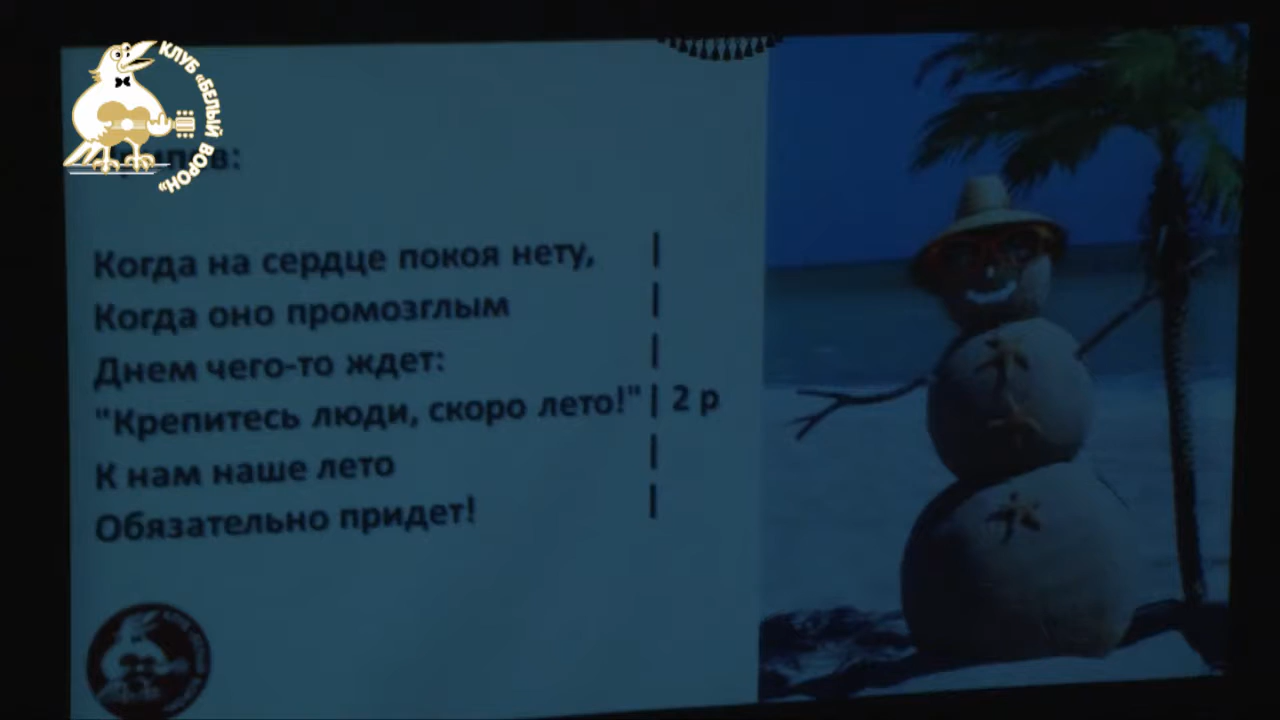 КЛУБ «БЕЛЫЙ ВОРОН»
Когда на сердце покоя нету, |
Когда оно промозглым |
Днем чего-то ждет: |
"Крепитесь люди, скоро лето!" | 2 р
К нам наше лето |
Обязательно придет! |